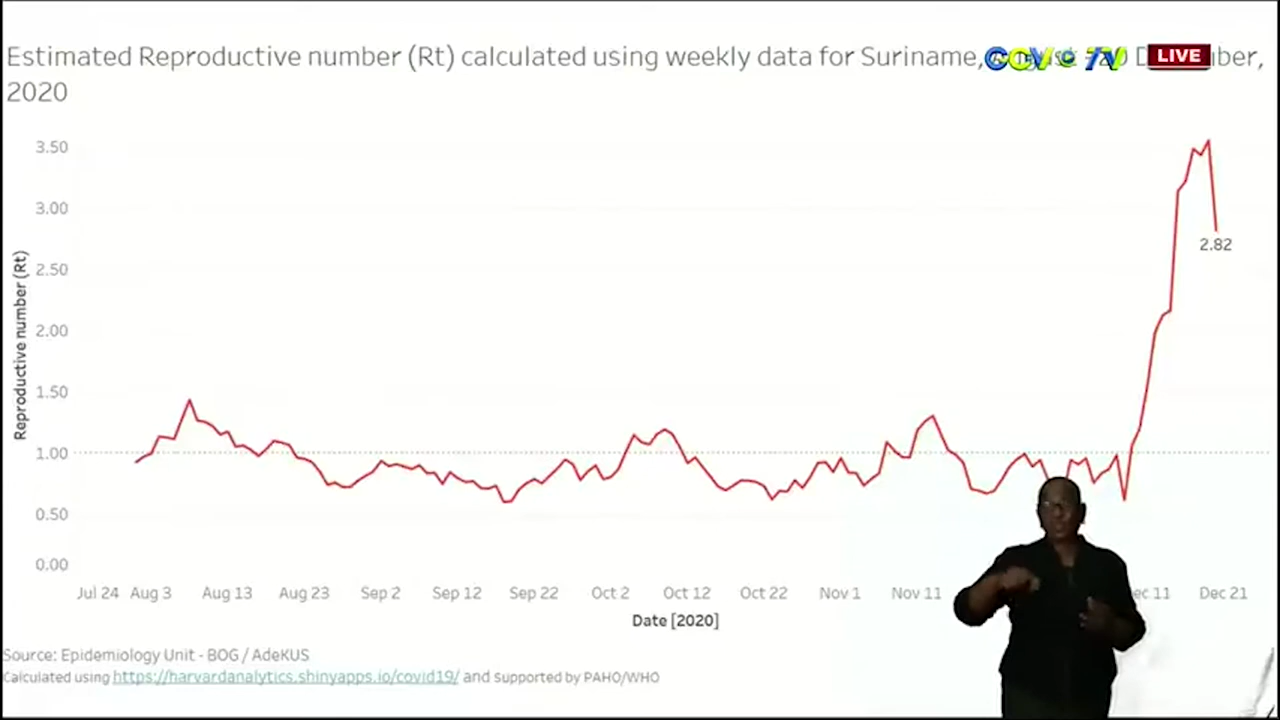 Estimated Reproductive number (Rt) calculated using weekly data for Suriname,
2020
CCV TV
LIVE
3.50
3.00
2.50
2.00
1.50
1.00
0.50
0.00
Reproductive number (Rt)
2.82
Jul 24 Aug 3 Aug 13 Aug 23 Sep 2 Sep 12 Sep 22 Oct 2 Oct 12 Oct 22 Nov 1 Nov 11 Dec 21
Date [2020]
Source: Epidemiology Unit - BOG / AdeKUS
Calculated using https://harvardanalytics.shinyapps.io/covid19/ and Supported by PAHO/WHO